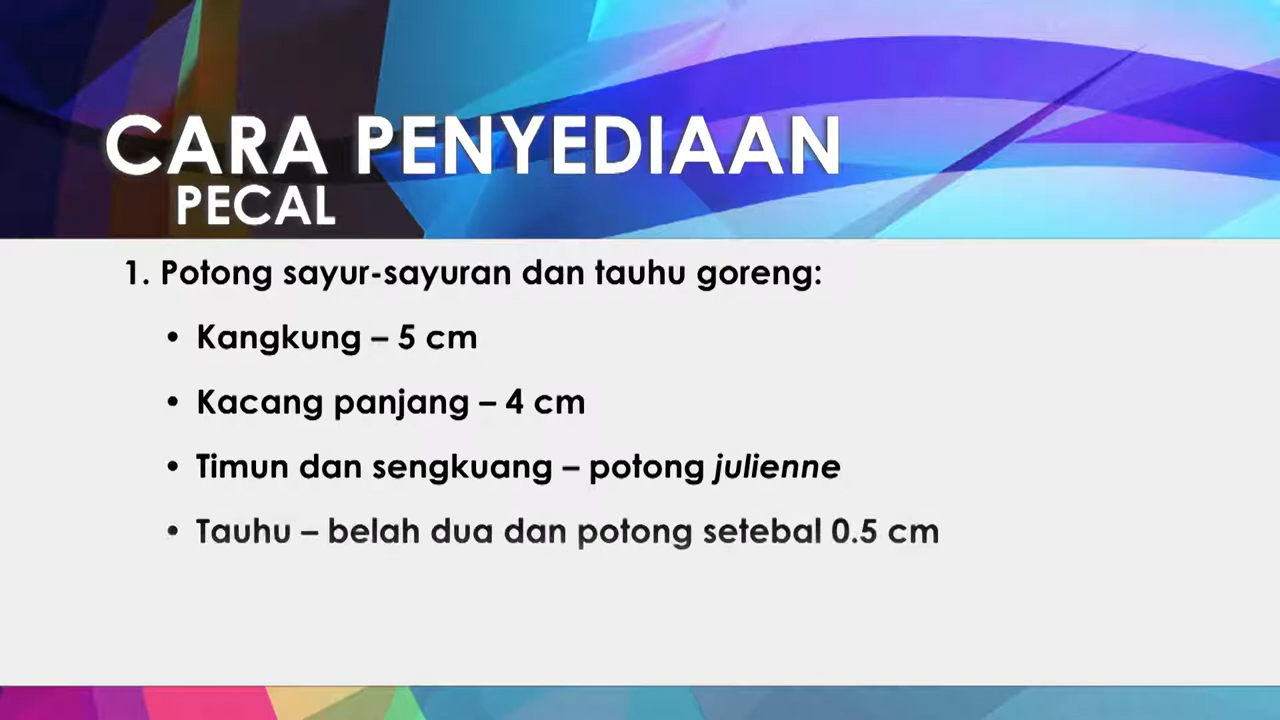 CARA PENYEDIAAN
PECAL
1. Potong sayur-sayuran dan tauhu goreng:
• Kangkung – 5 cm
• Kacang panjang – 4 cm
• Timun dan sengkuang – potong julienne
• Tauhu – belah dua dan potong setebal 0.5 cm